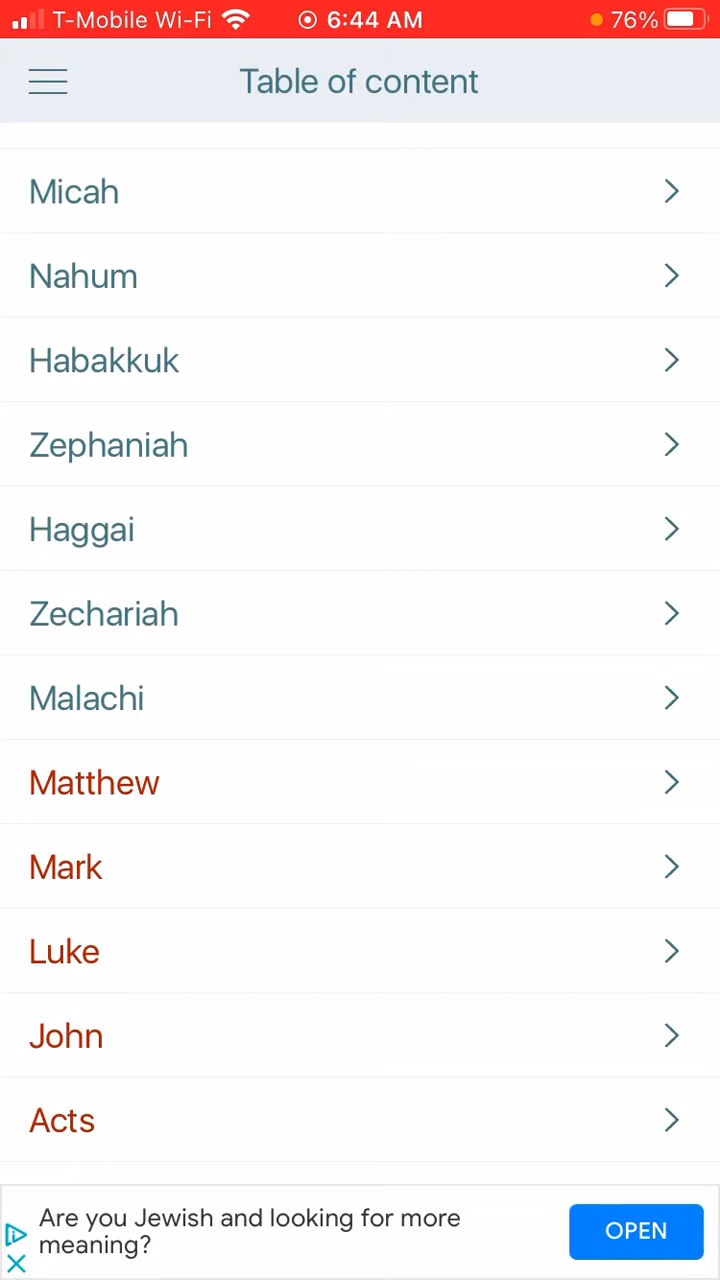 T-Mobile Wi-Fi 6:44 AM 76%
Table of content
Micah
Nahum
Habakkuk
Zephaniah
Haggai
Zechariah
Malachi
Matthew
Mark
Luke
John
Acts
Are you Jewish and looking for more
meaning?
OPEN